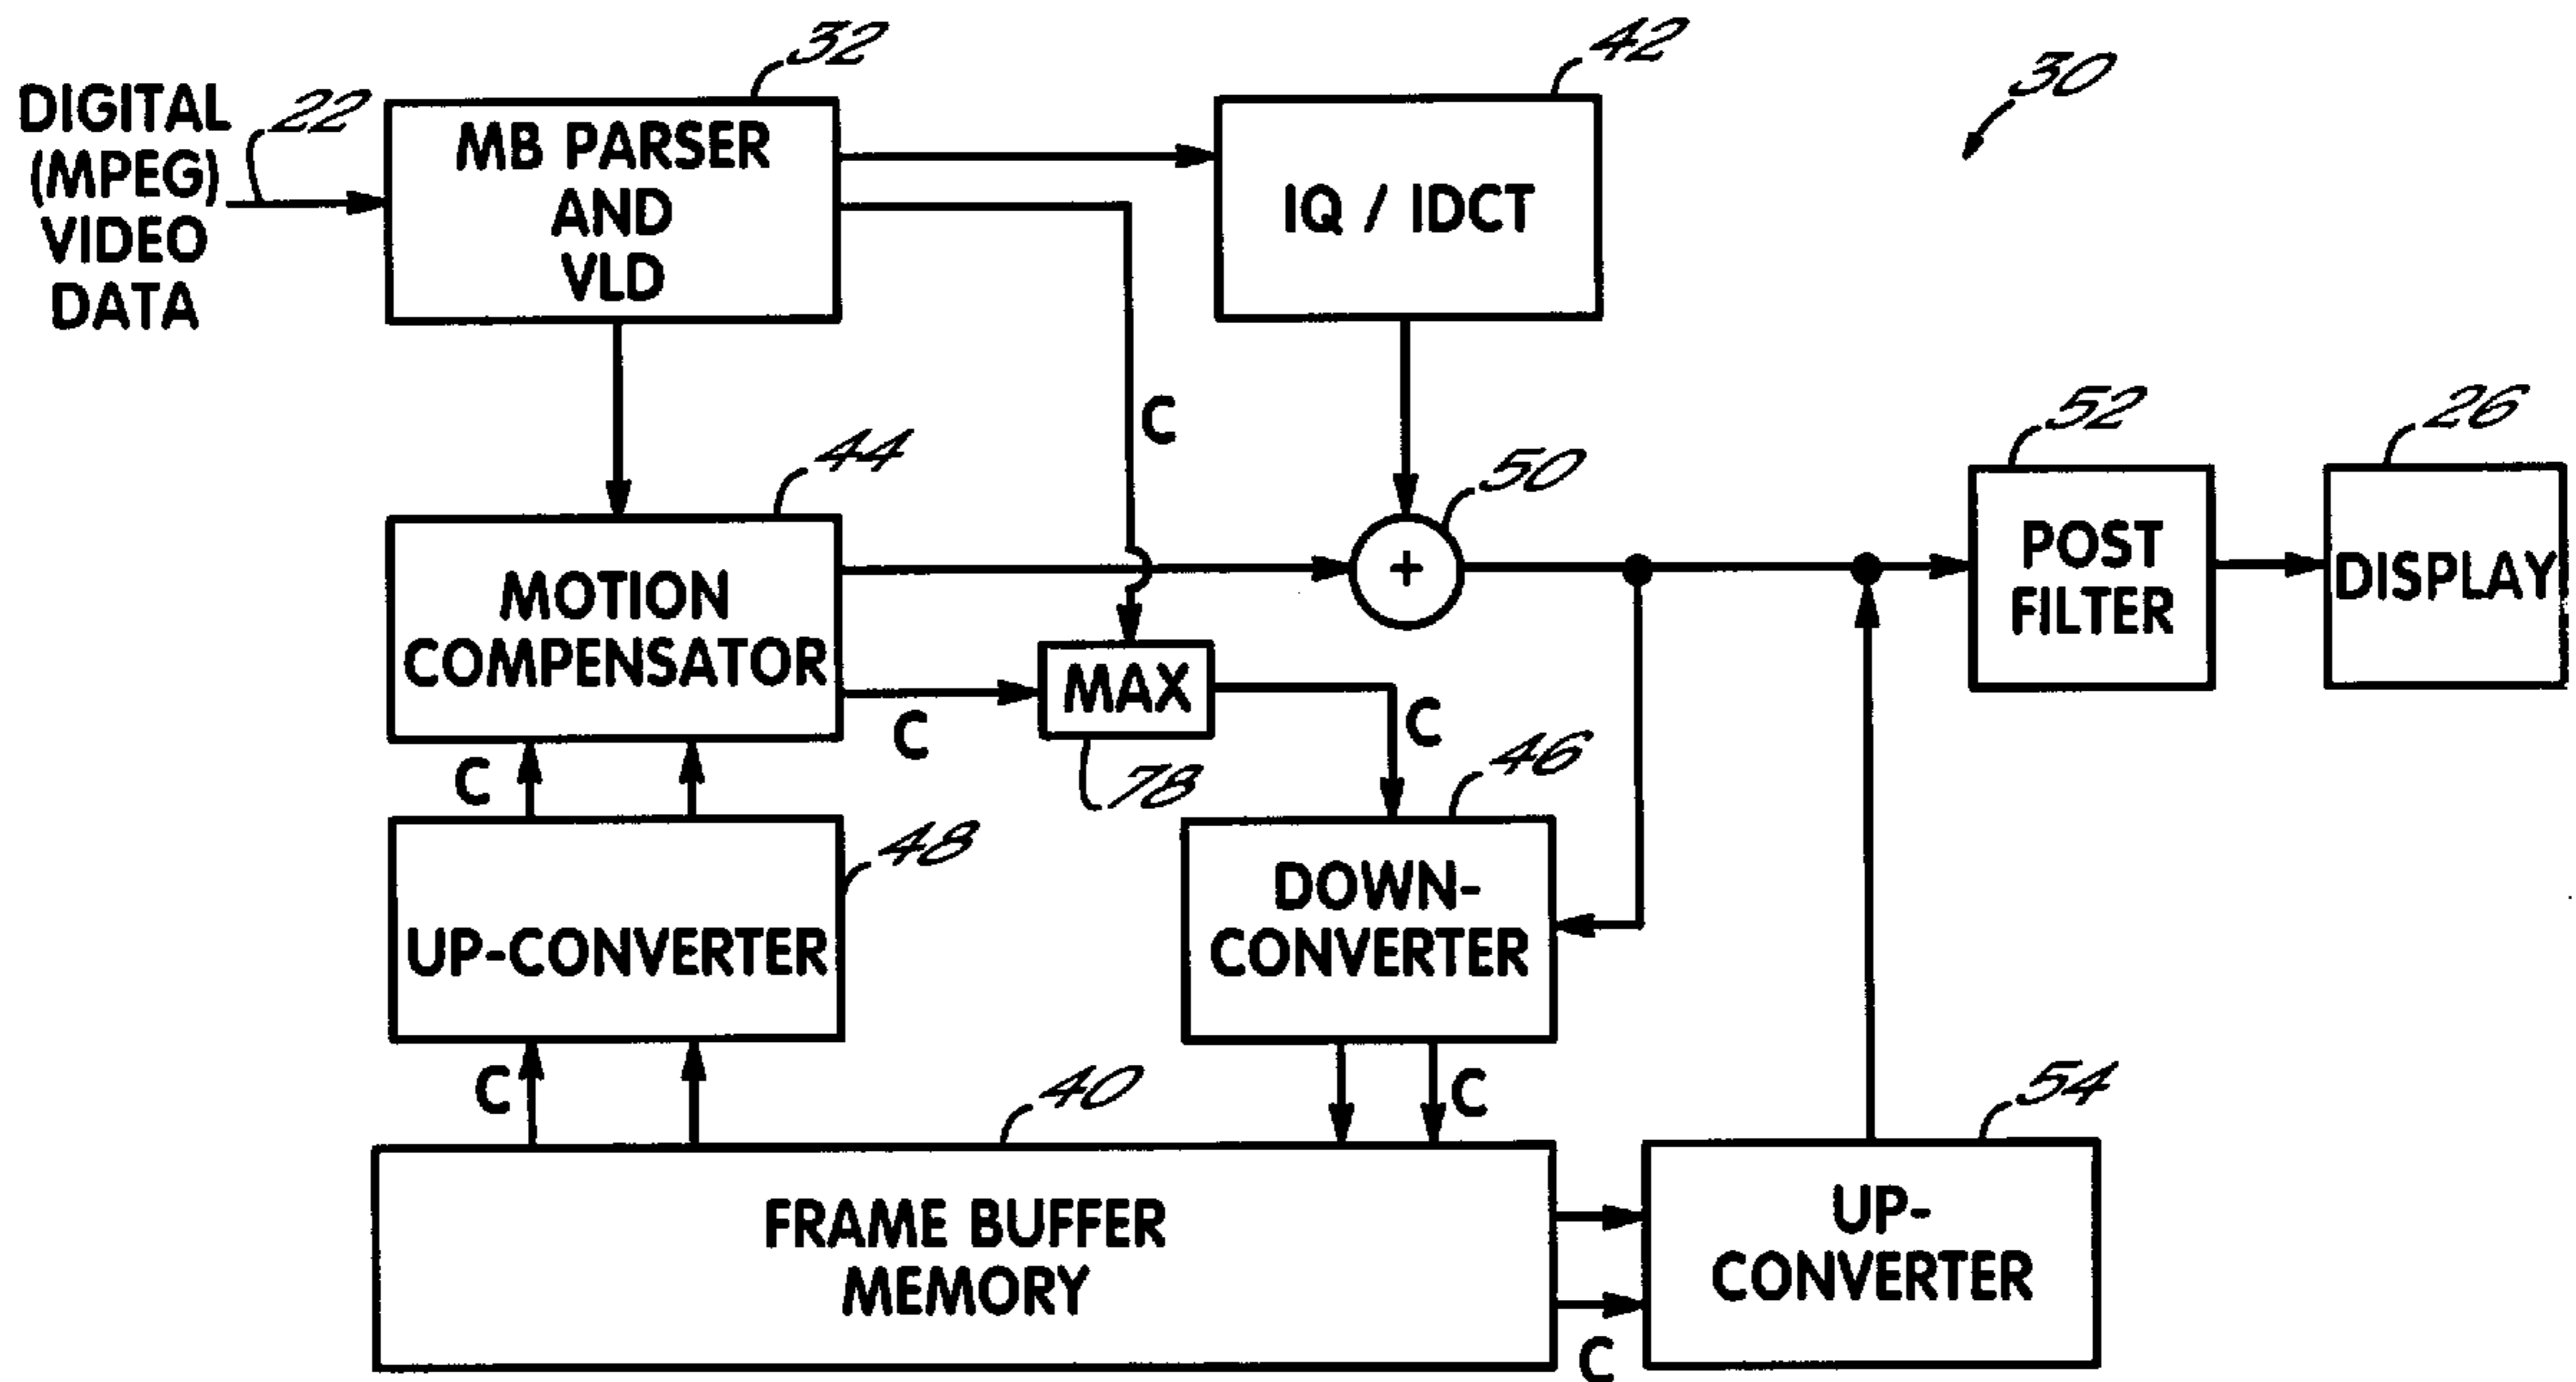 32
42
30
DIGITAL
(MPEG)
VIDEO
DATA
22
MB PARSER
AND
VLD
IQ / IDCT
C
44
50
52
26
MOTION
COMPENSATOR
+
POST
FILTER
DISPLAY
C
MAX
78
C
46
C
48
UP-CONVERTER
DOWN-
CONVERTER
C
40
C
54
FRAME BUFFER
MEMORY
UP-
CONVERTER
C